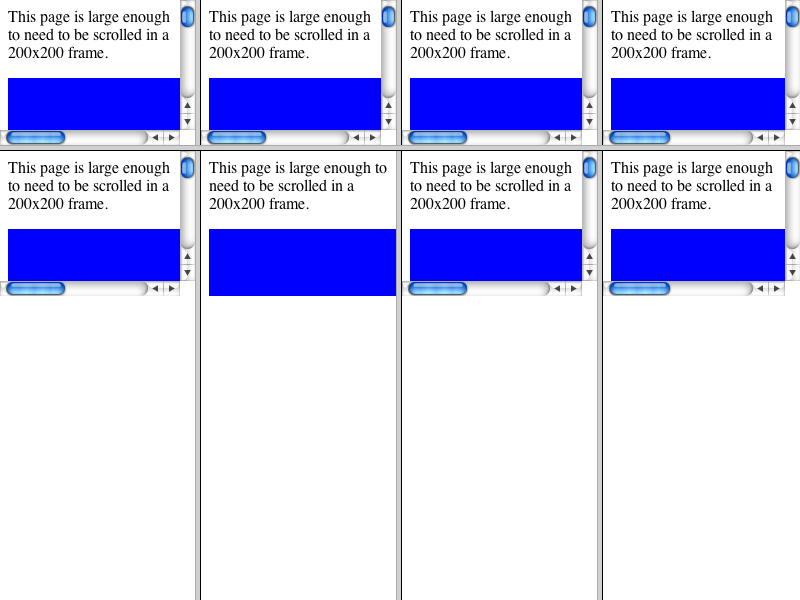 This page is large enough
to need to be scrolled in a
200x200 frame.
This page is large enough
to need to be scrolled in a
200x200 frame.
This page is large enough
to need to be scrolled in a
200x200 frame.
This page is large enough
to need to be scrolled in a
200x200 frame.
This page is large enough
to need to be scrolled in a
200x200 frame.
This page is large enough to
need to be scrolled in a
200x200 frame.
This page is large enough
to need to be scrolled in a
200x200 frame.
This page is large enough
to need to be scrolled in a
200x200 frame.